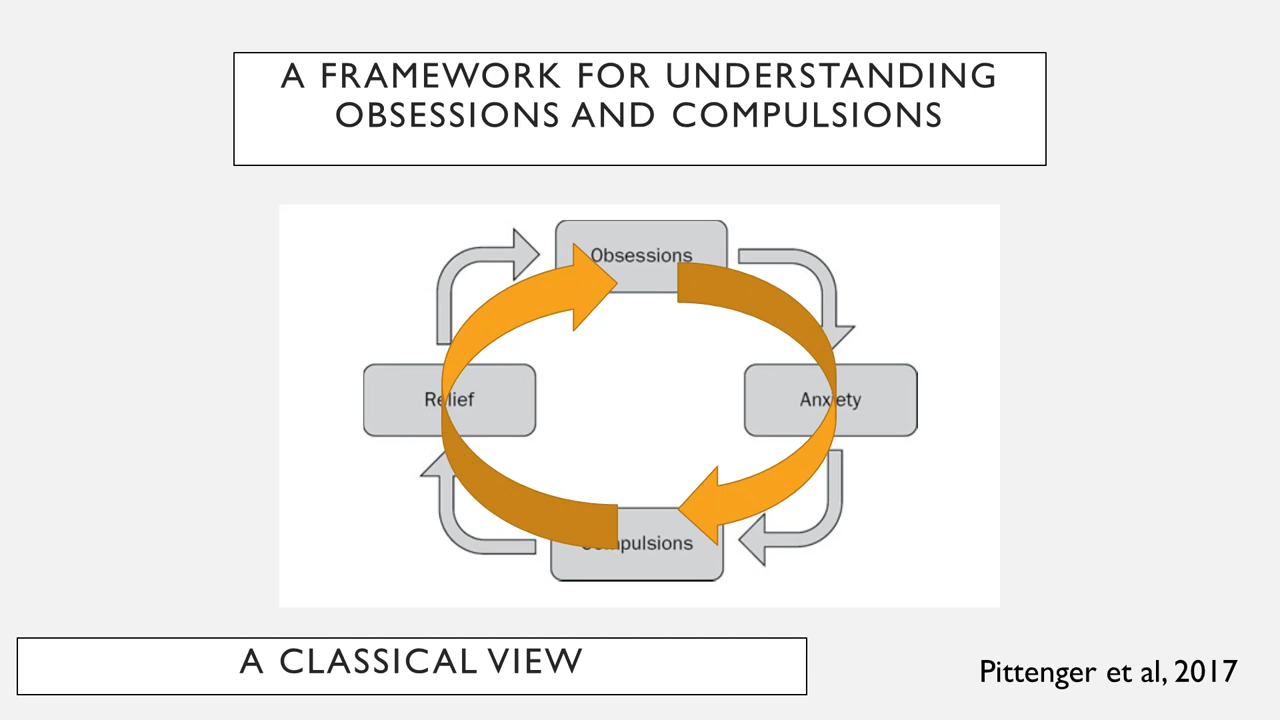 A FRAMEWORK FOR UNDERSTANDING
OBSESSIONS AND COMPULSIONS
Obsessions
Relief
Anxiety
Compulsions
A CLASSICAL VIEW
Pittenger et al, 2017